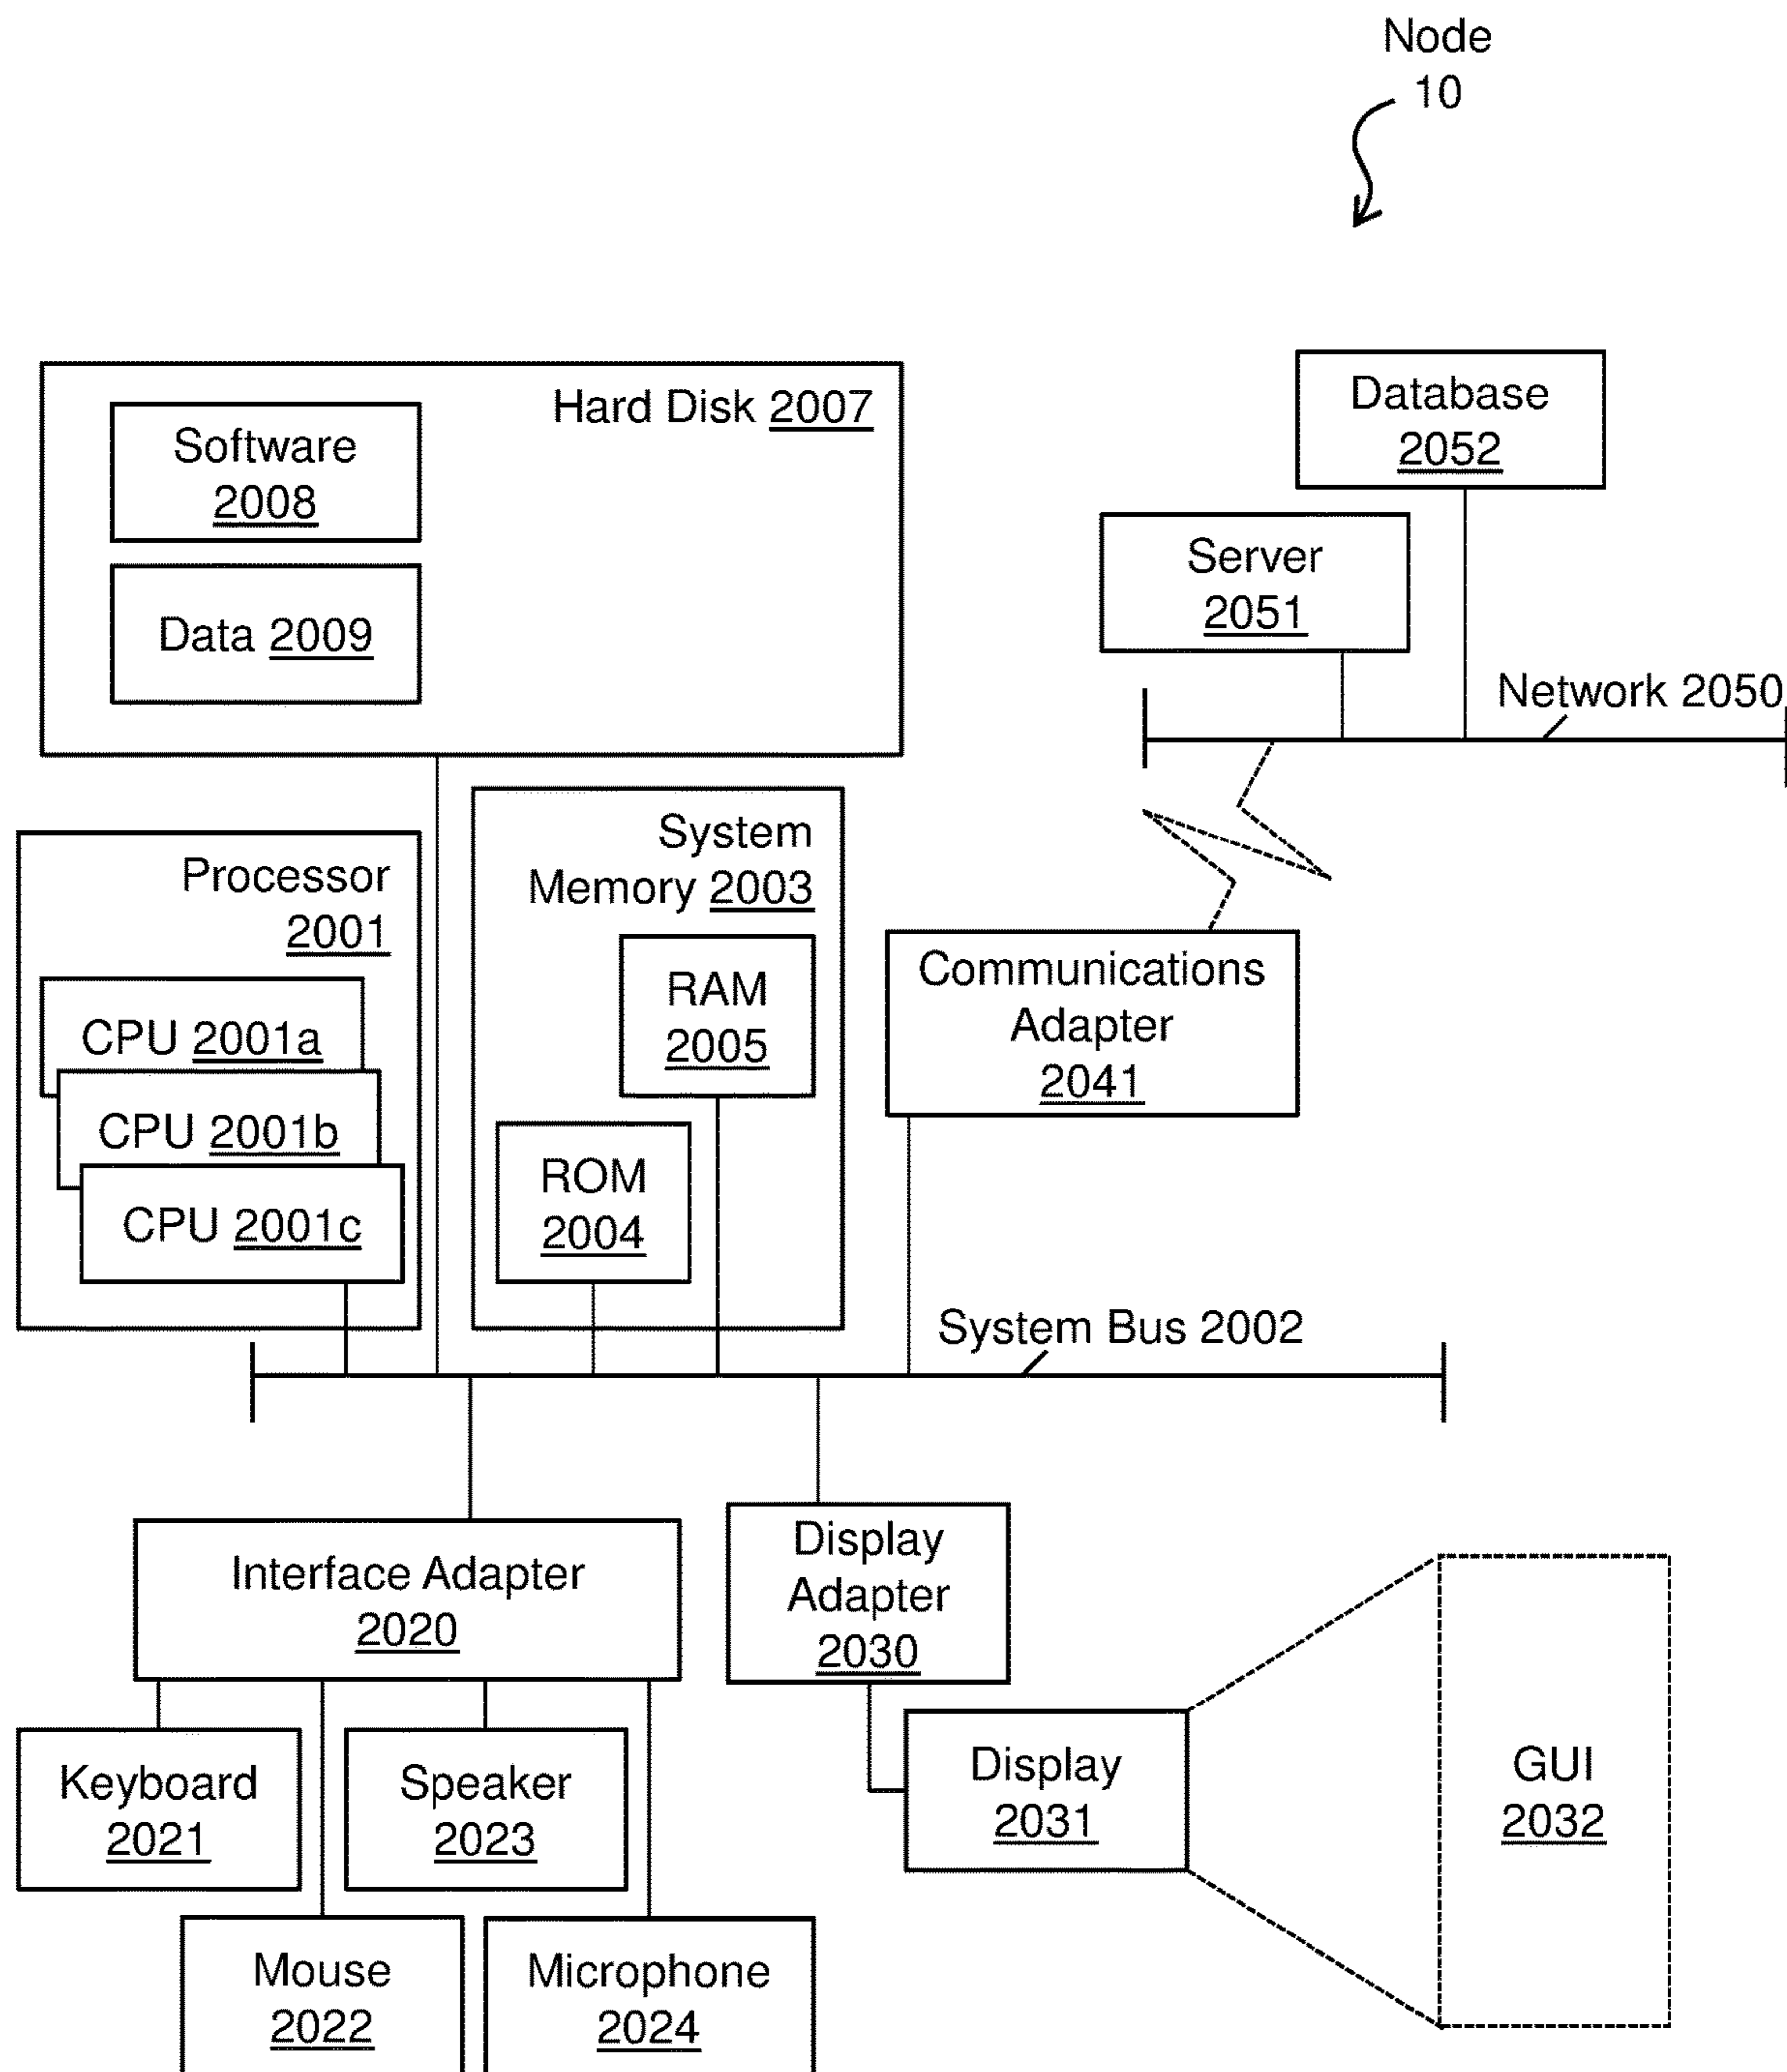 Node
10
Hard Disk 2007
Software
2008
Data 2009
Database
2052
Server
2051
Network 2050
Processor
2001
CPU 2001a
CPU 2001b
CPU 2001c
System
Memory 2003
RAM
2005
ROM
2004
Communications
Adapter
2041
System Bus 2002
Interface Adapter
2020
Display
Adapter
2030
Keyboard
2021
Speaker
2023
Display
2031
GUI
2032
Mouse
2022
Microphone
2024